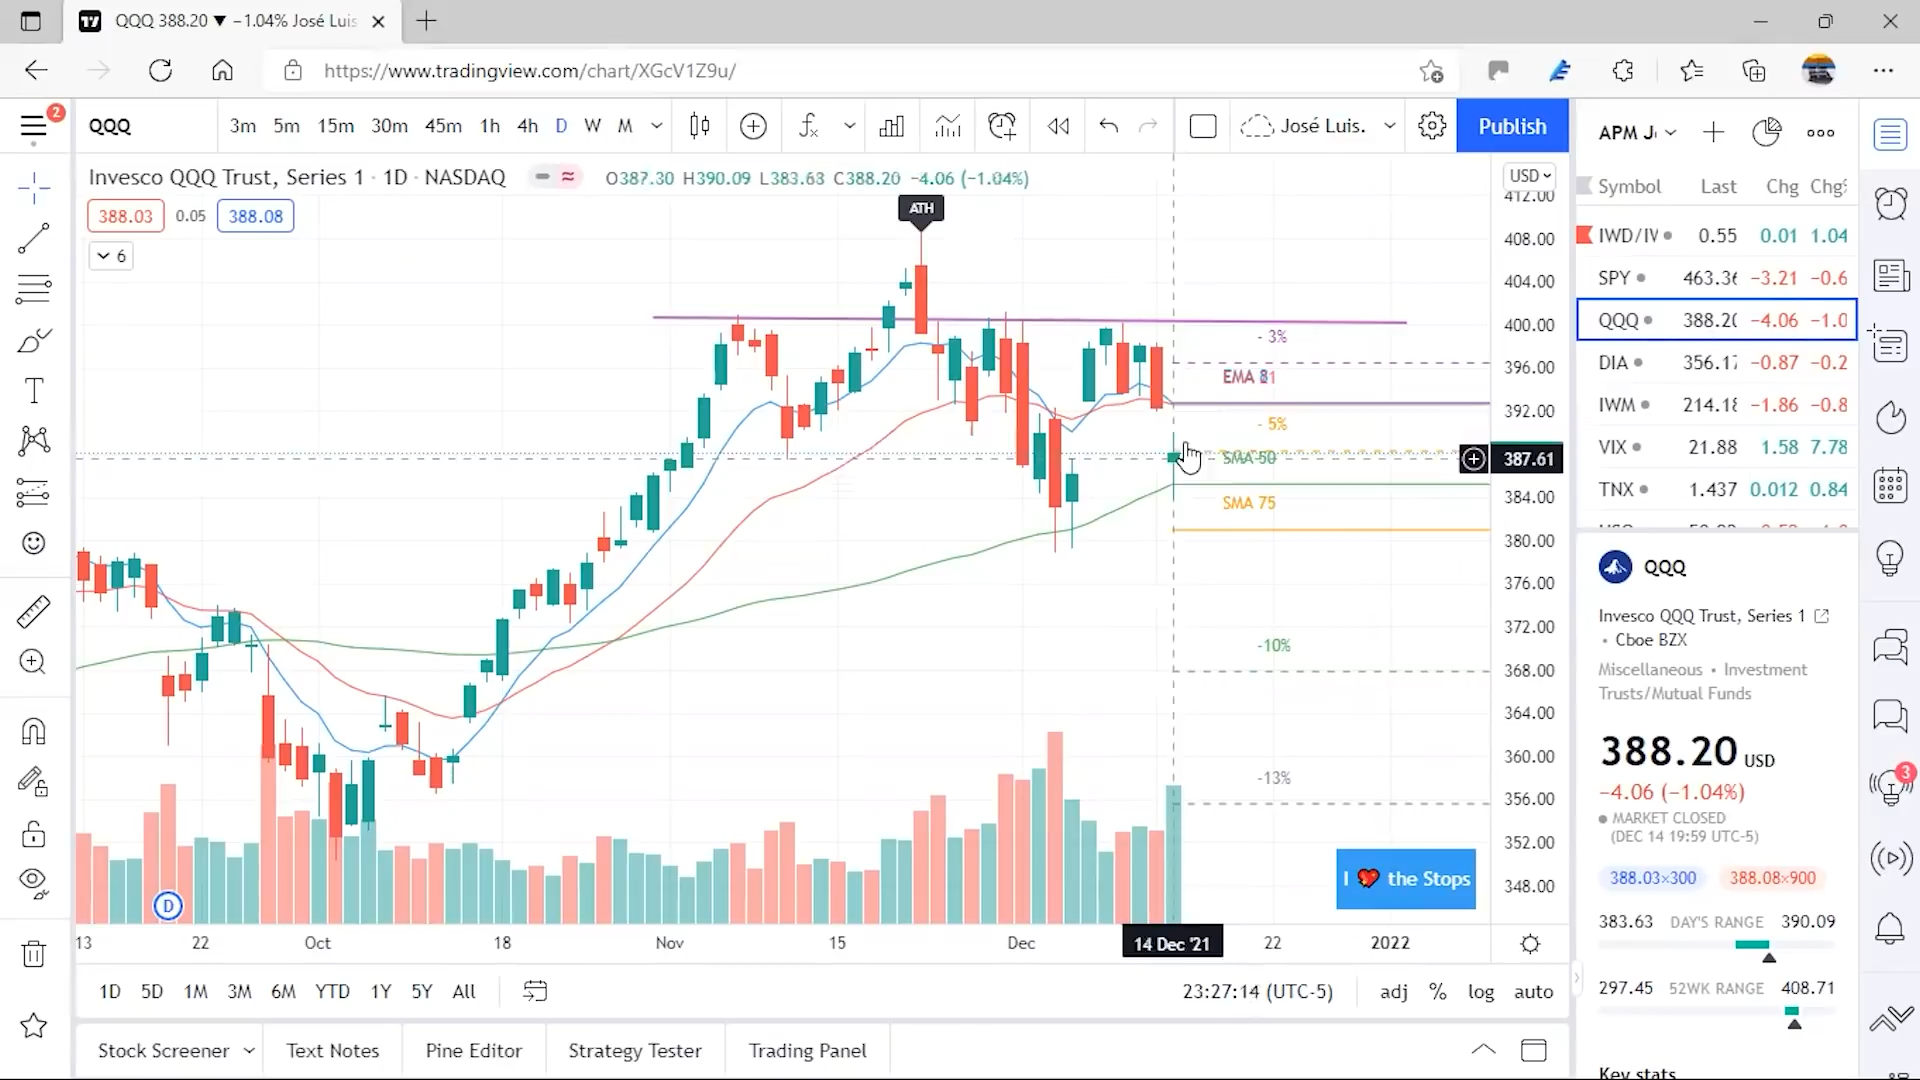 QQQ 388.20 ▼ −1.04% José Luis
https://www.tradingview.com/chart/XGcV1Z9u/
2
QQQ 3m 5m 15m 30m 45m 1h 4h D W M José Luis. Publish
Invesco QQQ Trust, Series 1 · 1D · NASDAQ O387.30 H390.09 L383.63 C388.20 −4.06 (−1.04%)
388.03 0.05 388.08
6
ATH
- 3%
EMA
- 5%
SMA 50
SMA 75
-10%
-13%
I ❤ the Stops
D
USD
412.00
408.00
404.00
400.00
396.00
392.00
387.61
384.00
380.00
376.00
372.00
368.00
364.00
360.00
356.00
352.00
348.00
13 22 Oct 18 Nov 15 Dec 14 Dec '21 22 2022
1D 5D 1M 3M 6M YTD 1Y 5Y All 23:27:14 (UTC-5) adj % log auto
Stock Screener Text Notes Pine Editor Strategy Tester Trading Panel
APM
Symbol Last Chg Chg%
IWD/IV 0.55 0.01 1.04
SPY 463.36 −3.21 −0.6
QQQ 388.20 −4.06 −1.0
DIA 356.17 −0.87 −0.2
IWM 214.18 −1.86 −0.8
VIX 21.88 1.58 7.78
TNX 1.437 0.012 0.84
QQQ
Invesco QQQ Trust, Series 1
• Cboe BZX
Miscellaneous • Investment
Trusts/Mutual Funds
388.20 USD
−4.06 (−1.04%)
MARKET CLOSED
(DEC 14 19:59 UTC-5)
388.03×300 388.08×900
383.63 DAY'S RANGE 390.09
297.45 52WK RANGE 408.71
Key stats
3